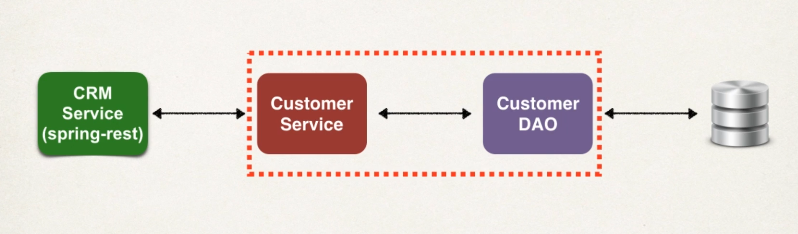 CRM
Service
(spring-rest)
Customer
Service
Customer
DAO